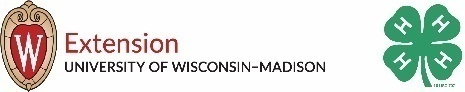 W
Extension
UNIVERSITY OF WISCONSIN–MADISON
H H
H H